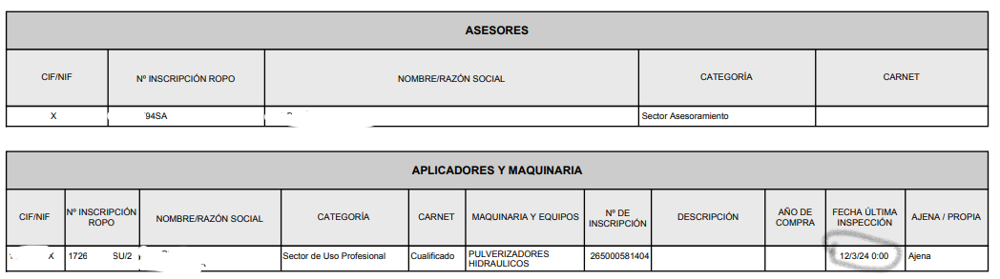 ASESORES
CIF/NIF Nº INSCRIPCIÓN ROPO NOMBRE/RAZÓN SOCIAL CATEGORÍA CARNET
X 94SA Sector Asesoramiento
APLICADORES Y MAQUINARIA
CIF/NIF Nº INSCRIPCIÓN ROPO NOMBRE/RAZÓN SOCIAL CATEGORÍA CARNET MAQUINARIA Y EQUIPOS Nº DE INSCRIPCIÓN DESCRIPCIÓN AÑO DE COMPRA FECHA ÚLTIMA INSPECCIÓN AJENA / PROPIA
X 1726 SU/2 Sector de Uso Profesional Cualificado PULVERIZADORES HIDRAULICOS 265000581404 12/3/24 0:00 Ajena